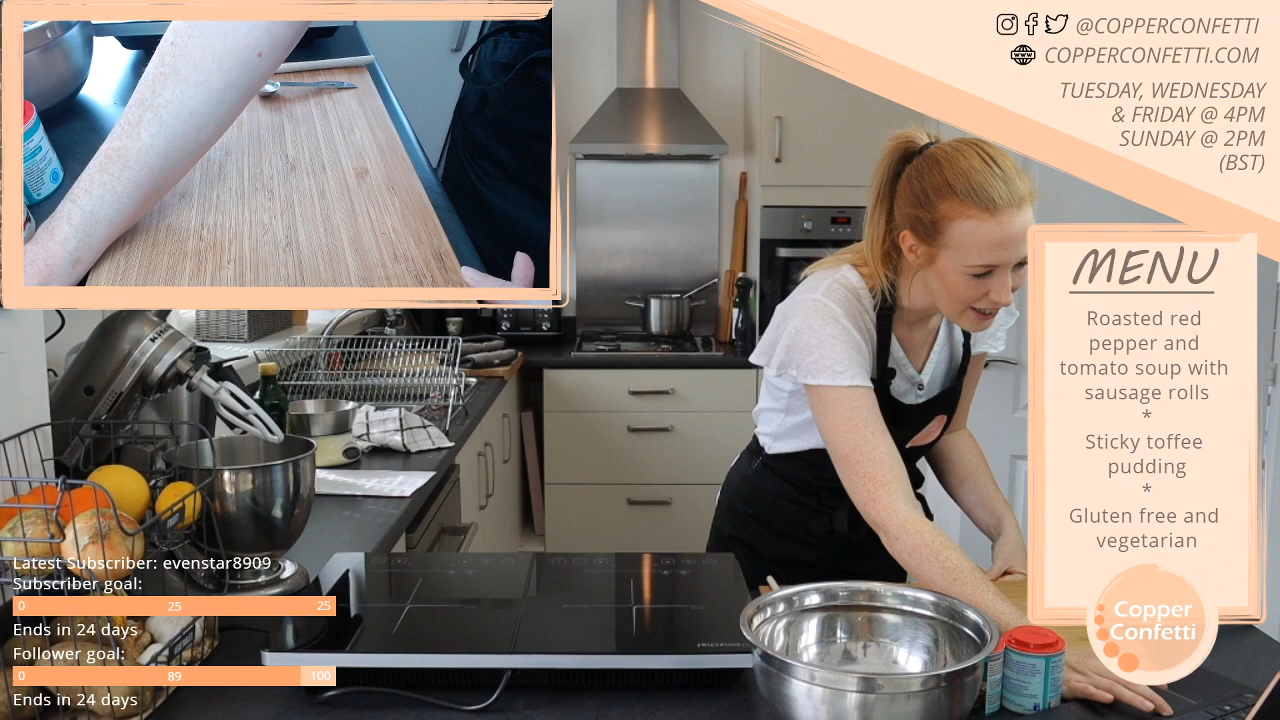 @COPPERCONFETTI
COPPERCONFETTI.COM
TUESDAY, WEDNESDAY
& FRIDAY @ 4PM
SUNDAY @ 2PM
(BST)
MENU
Roasted red
pepper and
tomato soup with
sausage rolls
*
Sticky toffee
pudding
*
Gluten free and
vegetarian
Copper
Confetti
Latest Subscriber: evenstar8909
Subscriber goal:
0 25 25
Ends in 24 days
Follower goal:
0 89 100
Ends in 24 days